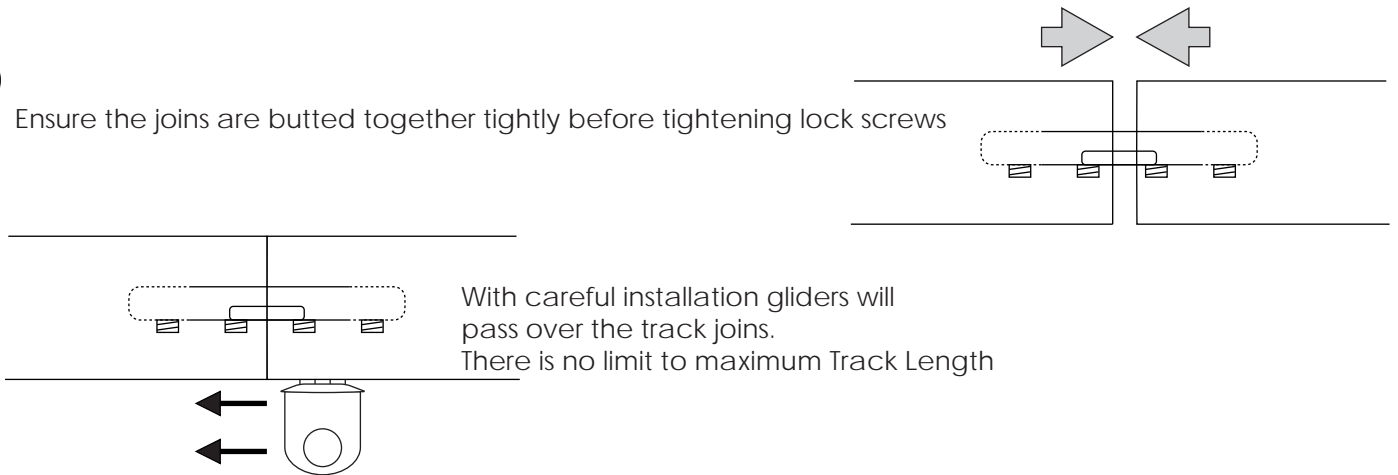 Ensure the joins are butted together tightly before tightening lock screws
With careful installation gliders will
pass over the track joins.
There is no limit to maximum Track Length